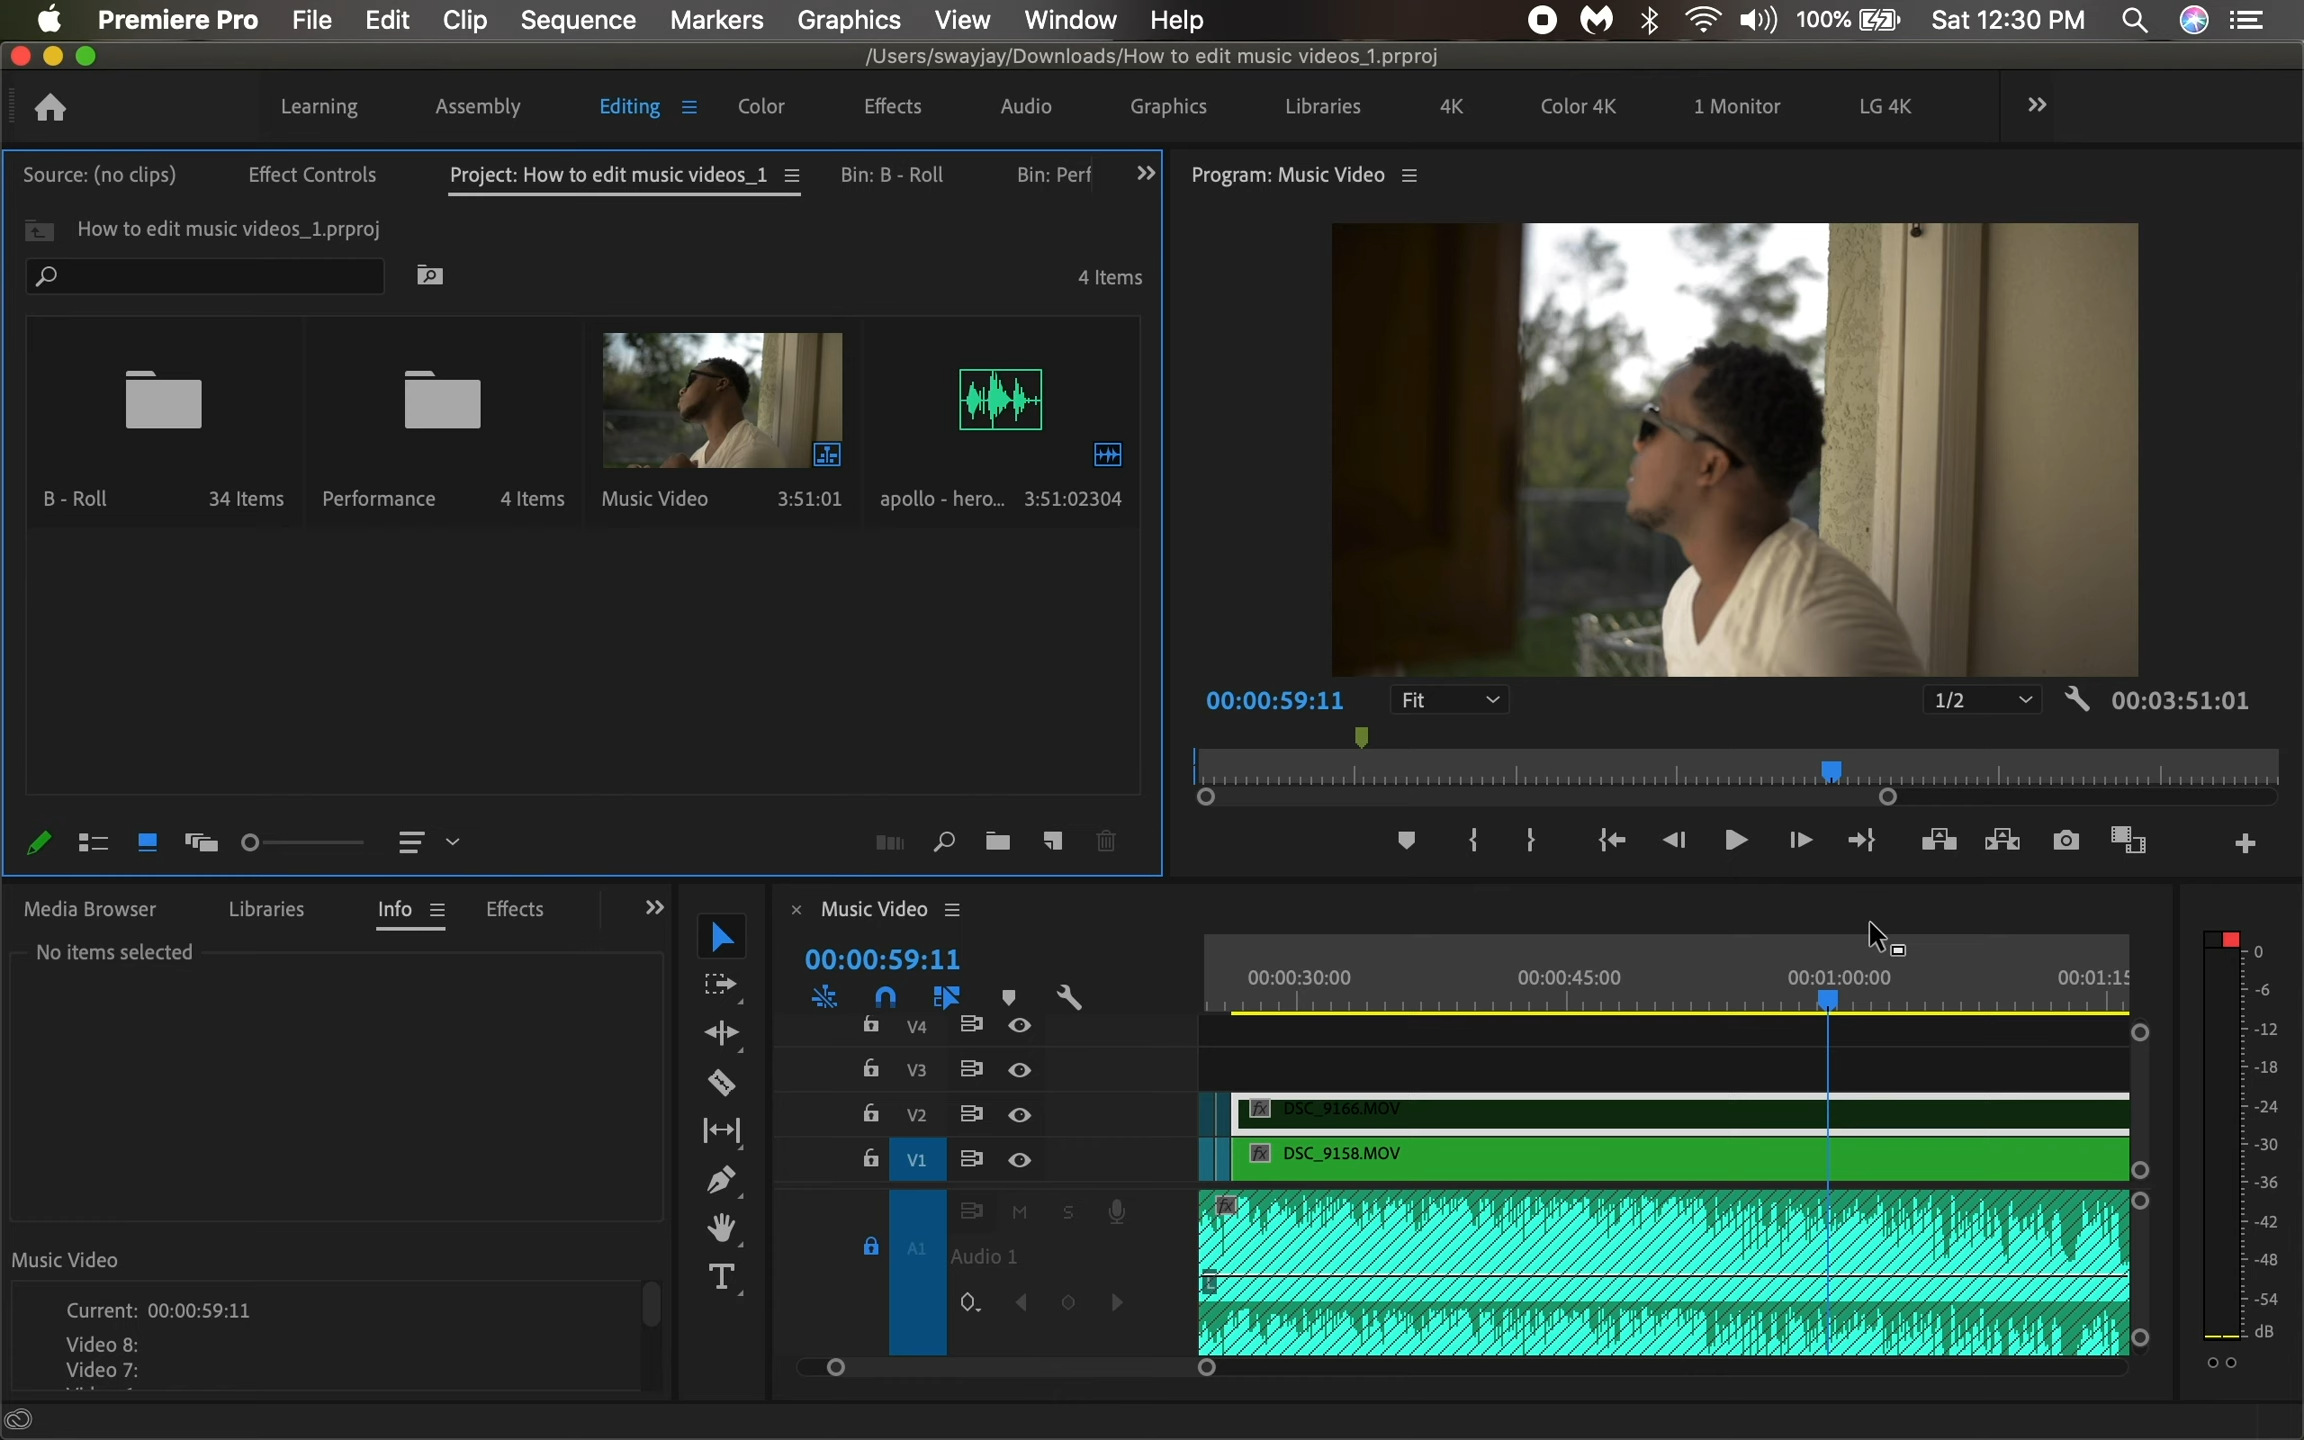 Premiere Pro File Edit Clip Sequence Markers Graphics View Window Help 100% Sat 12:30 PM
/Users/swayjay/Downloads/How to edit music videos_1.prproj
Learning Assembly Editing Color Effects Audio Graphics Libraries 4K Color 4K 1 Monitor LG 4K
Source: (no clips) Effect Controls Project: How to edit music videos_1 Bin: B - Roll Bin: Perf
Program: Music Video
How to edit music videos_1.prproj
4 Items
B - Roll 34 Items Performance 4 Items Music Video 3:51:01 apollo - hero... 3:51:02304
00:00:59:11 Fit 1/2 00:03:51:01
Media Browser Libraries Info Effects
No items selected
Music Video
Current: 00:00:59:11
Video 8:
Video 7:
Music Video
00:00:59:11
00:00:30:00 00:00:45:00 00:01:00:00 00:01:15
V4
V3
V2 fx DSC_9166.MOV
V1 fx DSC_9158.MOV
M S fx
A1
Audio 1
L
0
-6
-12
-18
-24
-30
-36
-42
-48
-54
dB